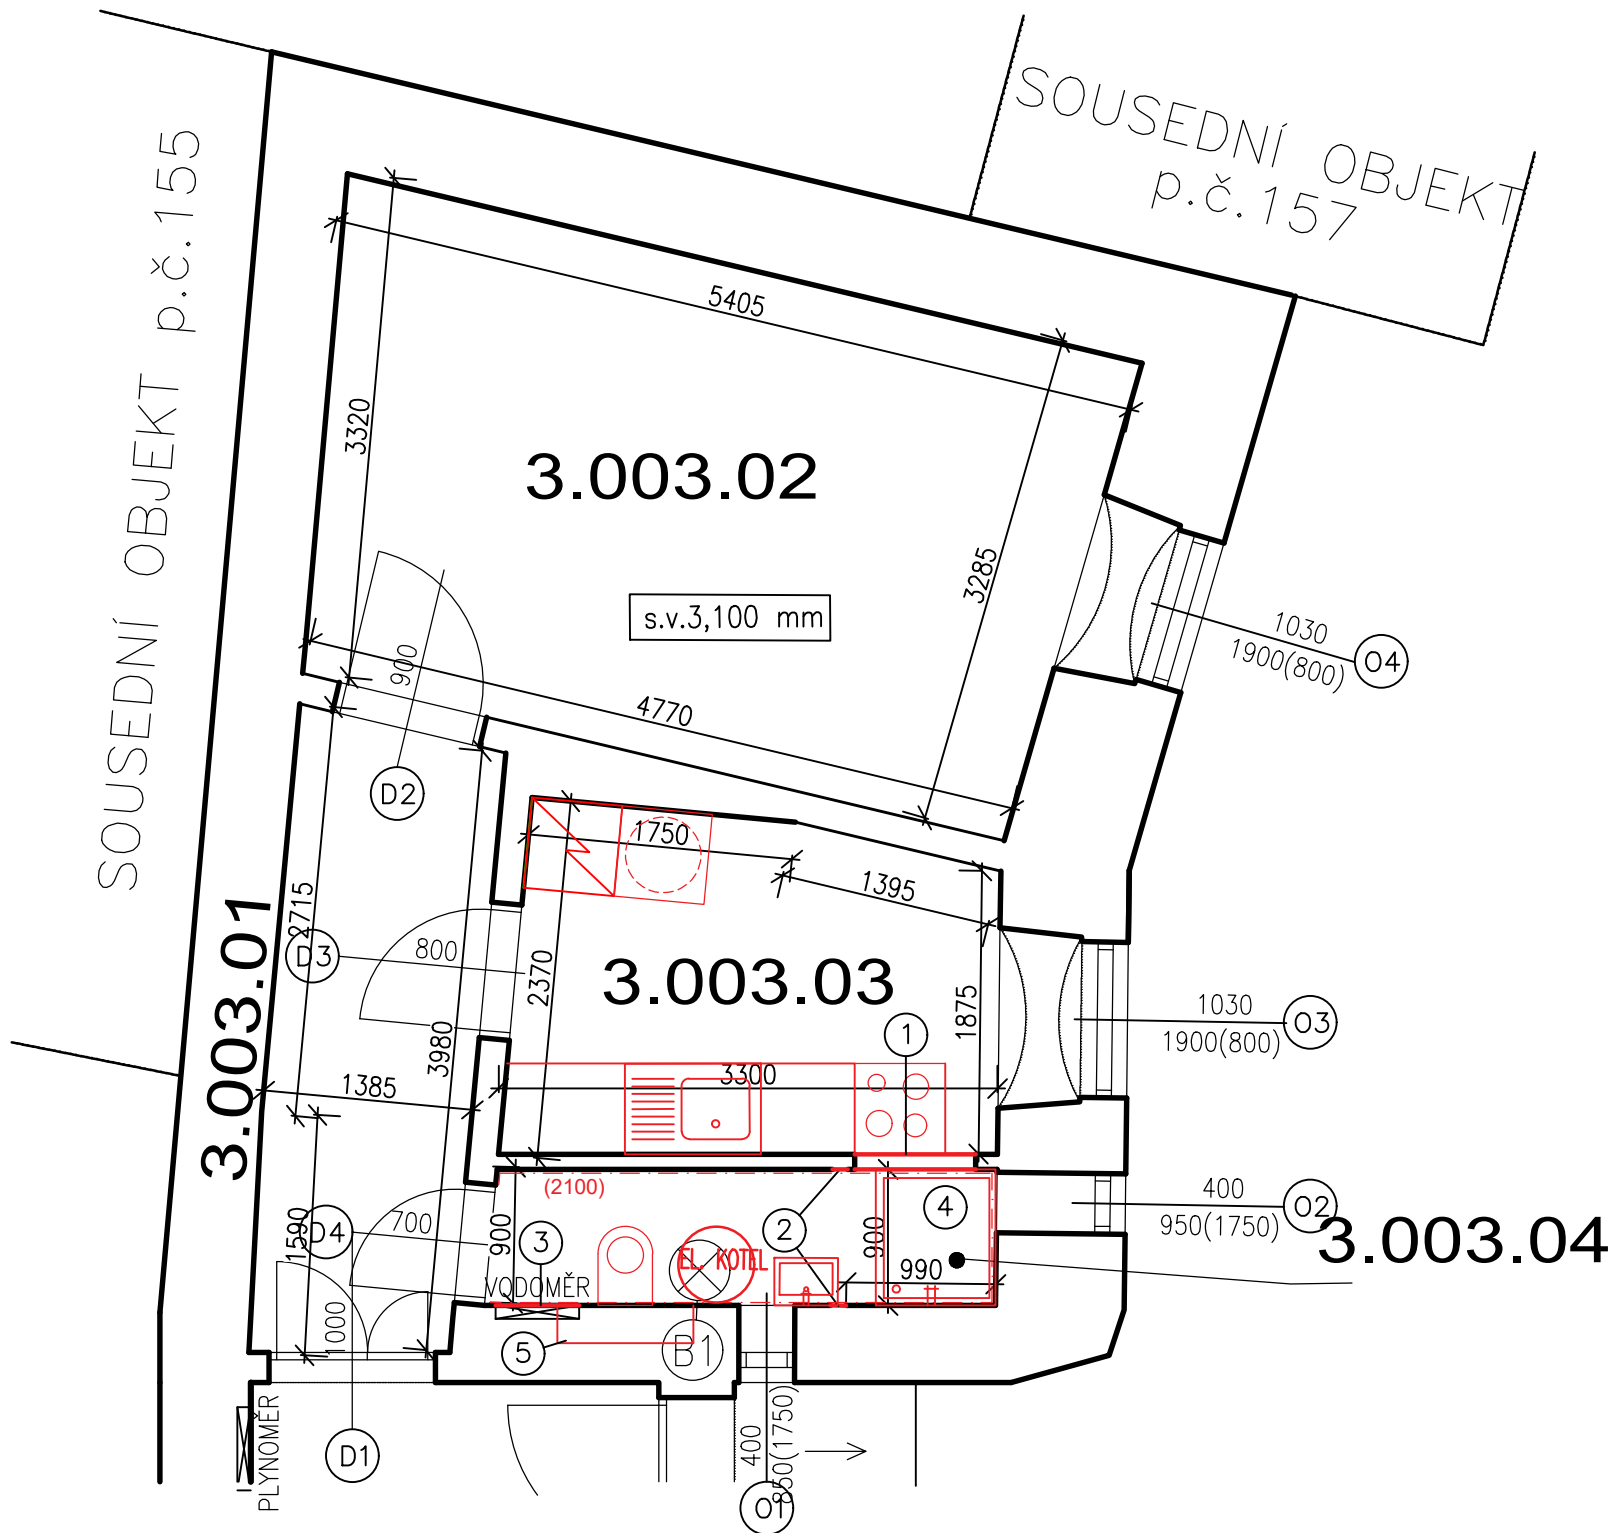 SOUSEDNÍ OBJEKT
p.č.157
SOUSEDNÍ OBJEKT p.č.155
5405
3320
3.003.02
3285
s.v.3,100 mm
1030
1900(800)
O4
900
4770
D2
1750
1395
2715
D3
800
2370
3.003.03
1875
3.003.01
1
1030
1900(800)
O3
3980
1385
3300
(2100)
4
400
950(1750)
O2
3.003.04
1590
D4
700
900
3
2
900
990
EL. KOTEL
VODOMĚR
1000
5
B1
PLYNOMĚR
D1
400
850(1750)
O1